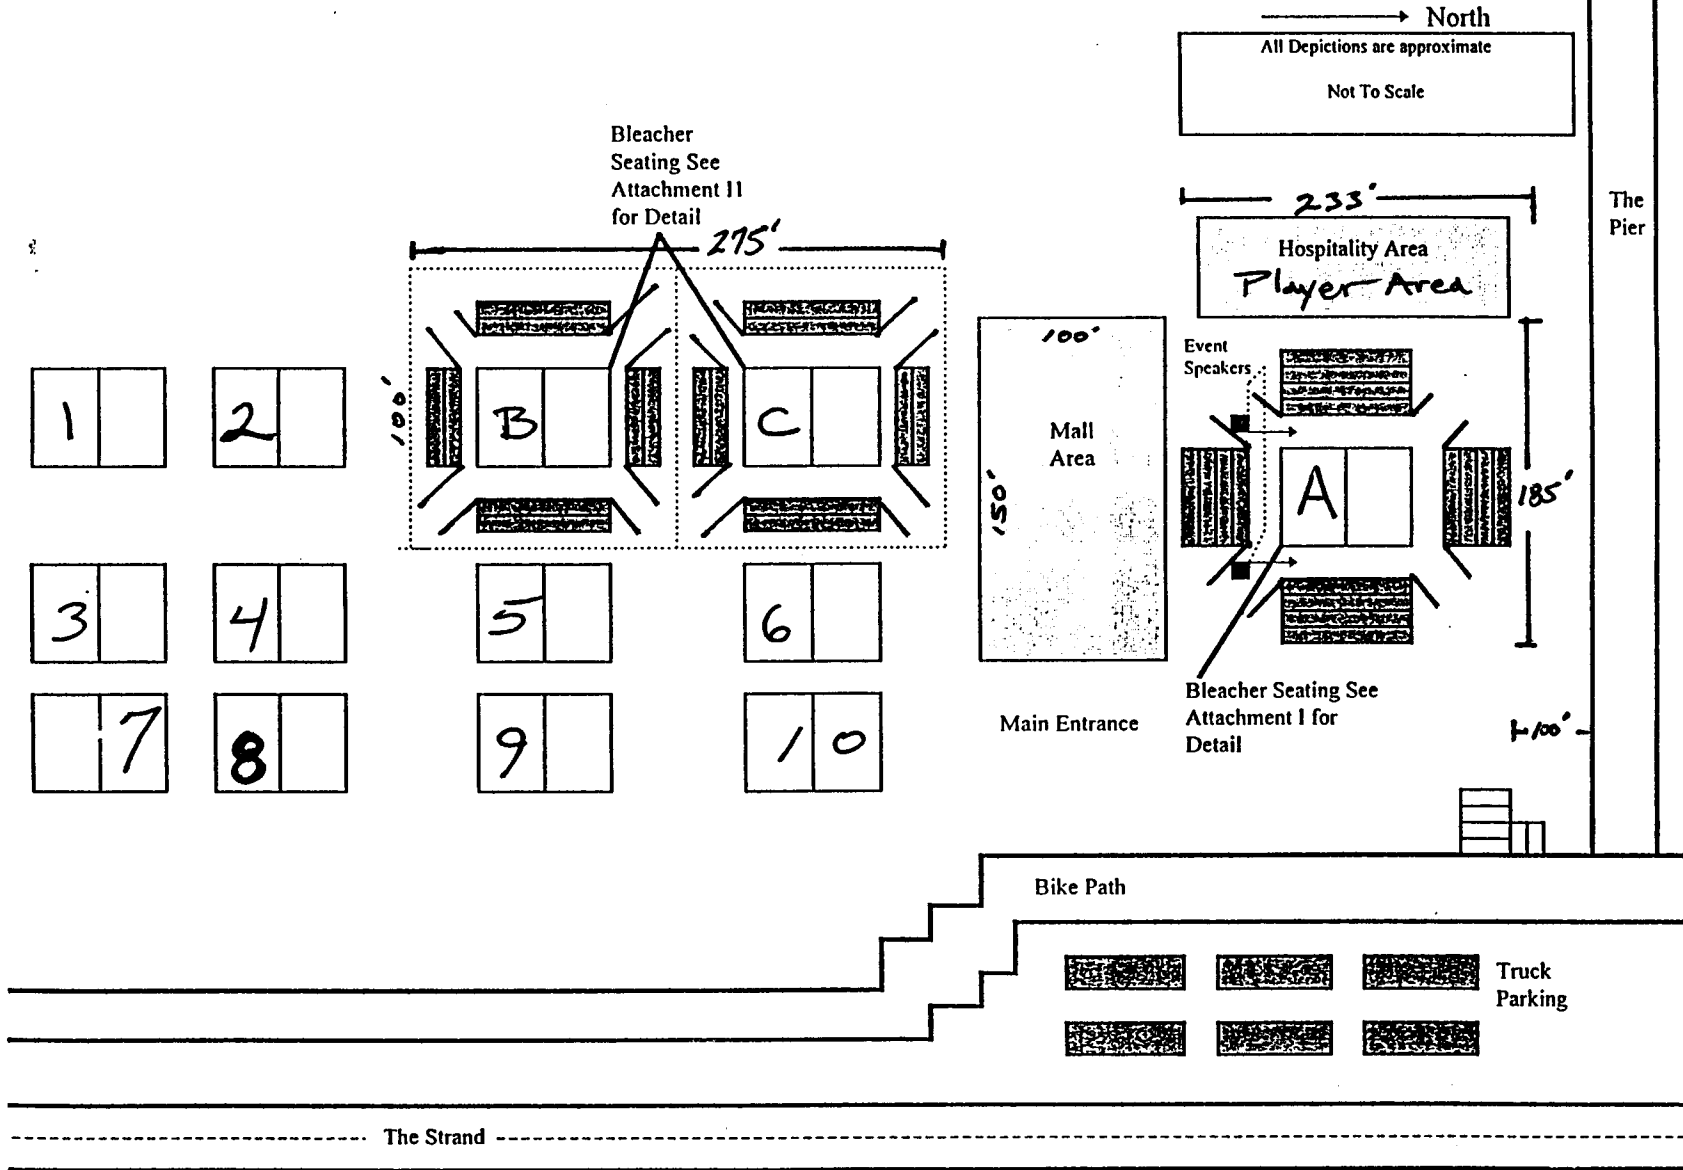 North
All Depictions are approximate
Not To Scale
The
Pier
Bleacher
Seating See
Attachment II
for Detail
275'
233'
Hospitality Area
Player Area
100'
Event
Speakers
1
2
100'
B
C
Mall
Area
150'
A
185'
3
4
5
6
Bleacher Seating See
Attachment I for
Detail
Main Entrance
100'
7
8
9
10
Bike Path
Truck
Parking
The Strand